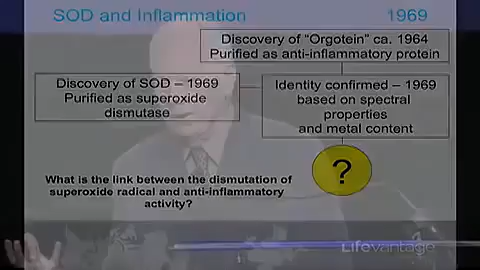 SOD and Inflammation 1969
Discovery of "Orgotein" ca. 1964
Purified as anti-inflammatory protein
Discovery of SOD – 1969
Purified as superoxide
dismutase
Identity confirmed – 1969
based on spectral
properties
and metal content
?
What is the link between the dismutation of
superoxide radical and anti-inflammatory
activity?
Lifevantage